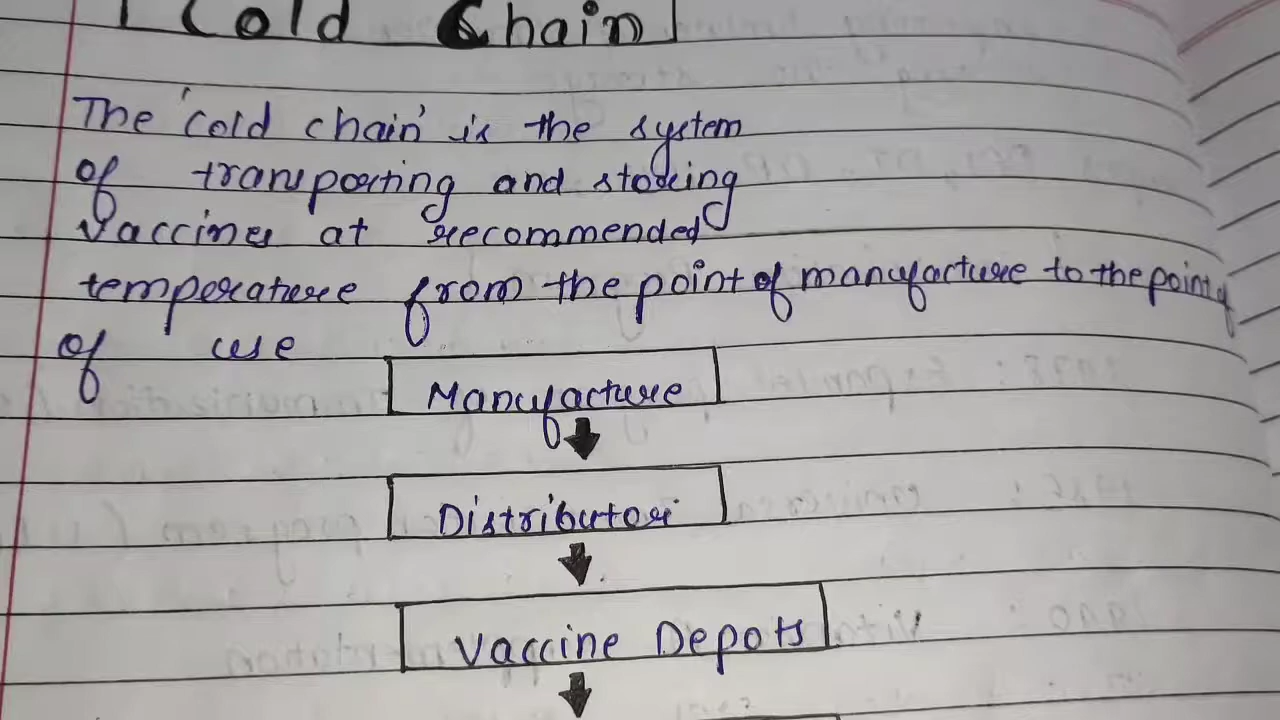 Cold Chain
The 'cold chain' is the system
of transporting and storing
Vaccines at recommended
temperature from the point of manufacture to the point of
of use
Manufacture
Distributor
Vaccine Depots